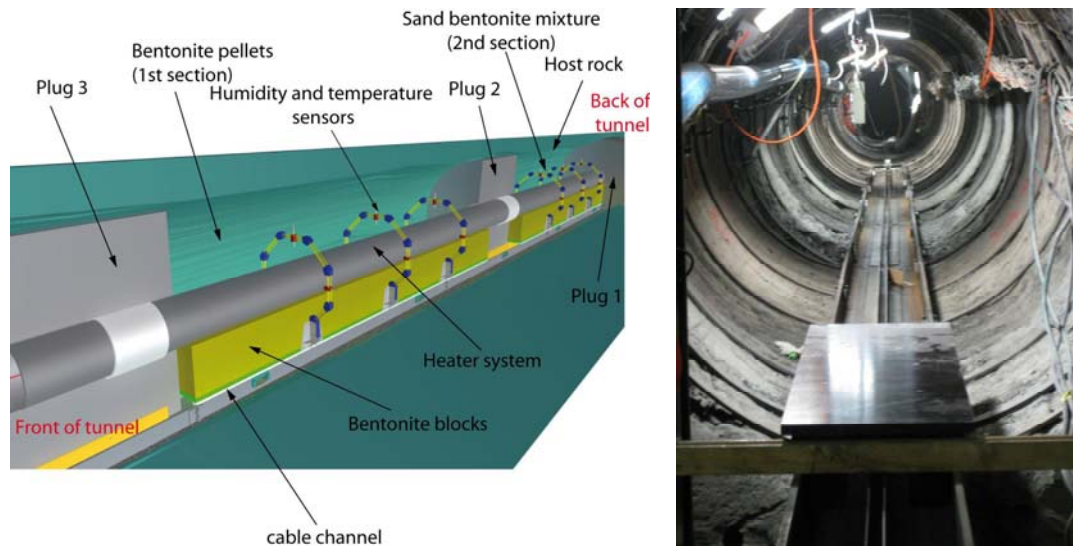 Sand bentonite mixture
(2nd section)
Bentonite pellets
(1st section)
Host rock
Plug 3
Humidity and temperature
sensors
Plug 2
Back of
tunnel
Plug 1
Heater system
Front of tunnel
Bentonite blocks
cable channel